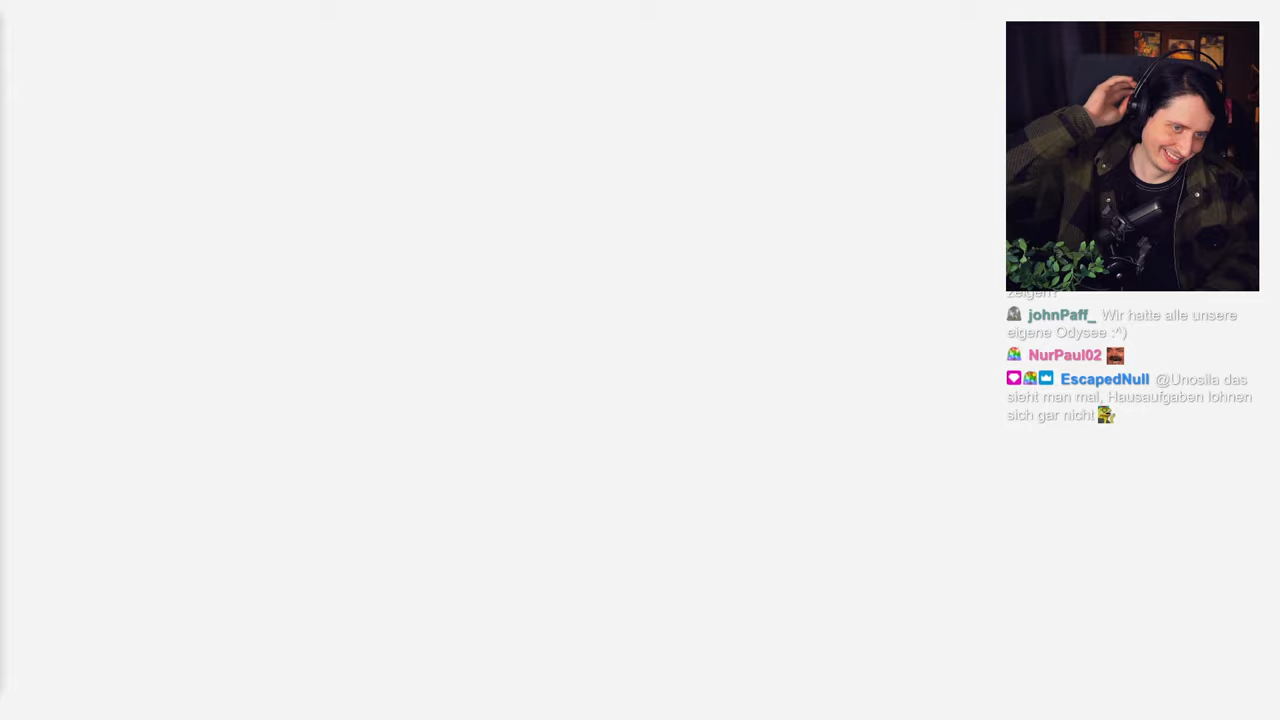 zeigen?
johnPaff_ Wir hatte alle unsere
eigene Odysee :^)
NurPaul02
EscapedNull @Unosila das
sieht man mal, Hausaufgaben lohnen
sich gar nicht